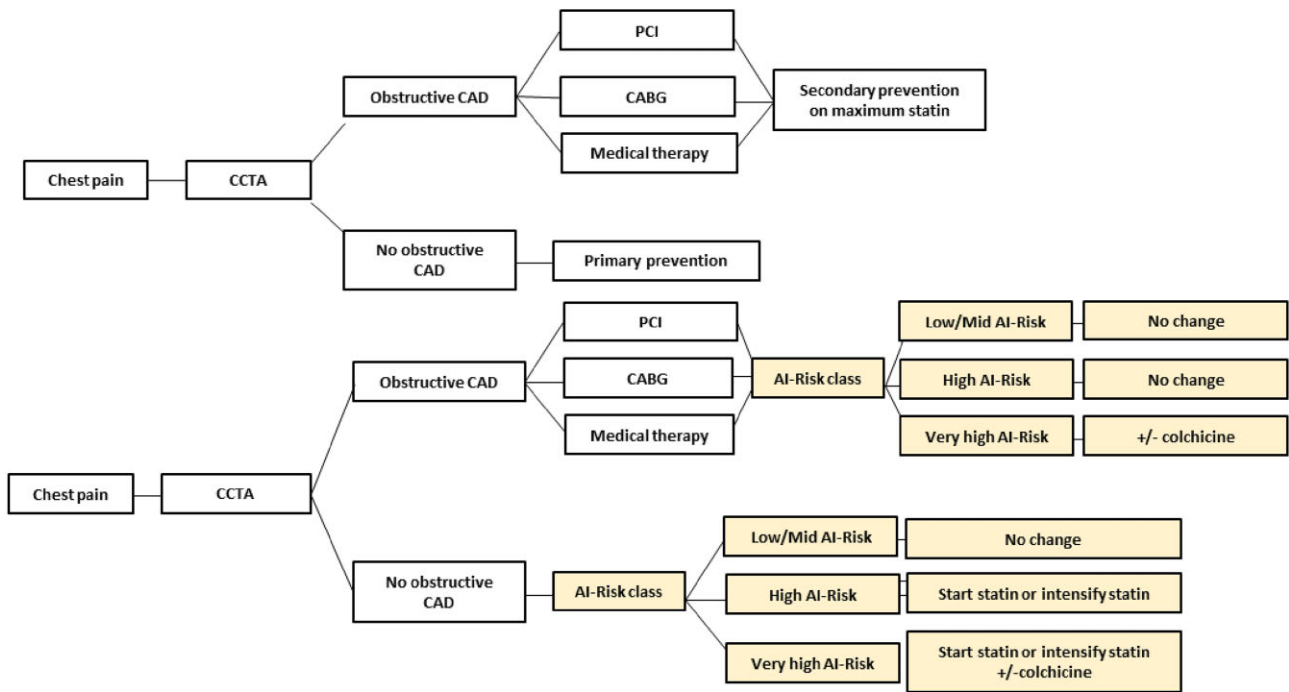 PCI
Obstructive CAD
CABG
Secondary prevention
on maximum statin
Medical therapy
Chest pain
CCTA
No obstructive
CAD
Primary prevention
PCI
Low/Mid AI-Risk
No change
Obstructive CAD
CABG
AI-Risk class
High AI-Risk
No change
Medical therapy
Very high AI-Risk
+/- colchicine
Chest pain
CCTA
Low/Mid AI-Risk
No change
No obstructive
CAD
AI-Risk class
High AI-Risk
Start statin or intensify statin
Very high AI-Risk
Start statin or intensify statin
+/-colchicine